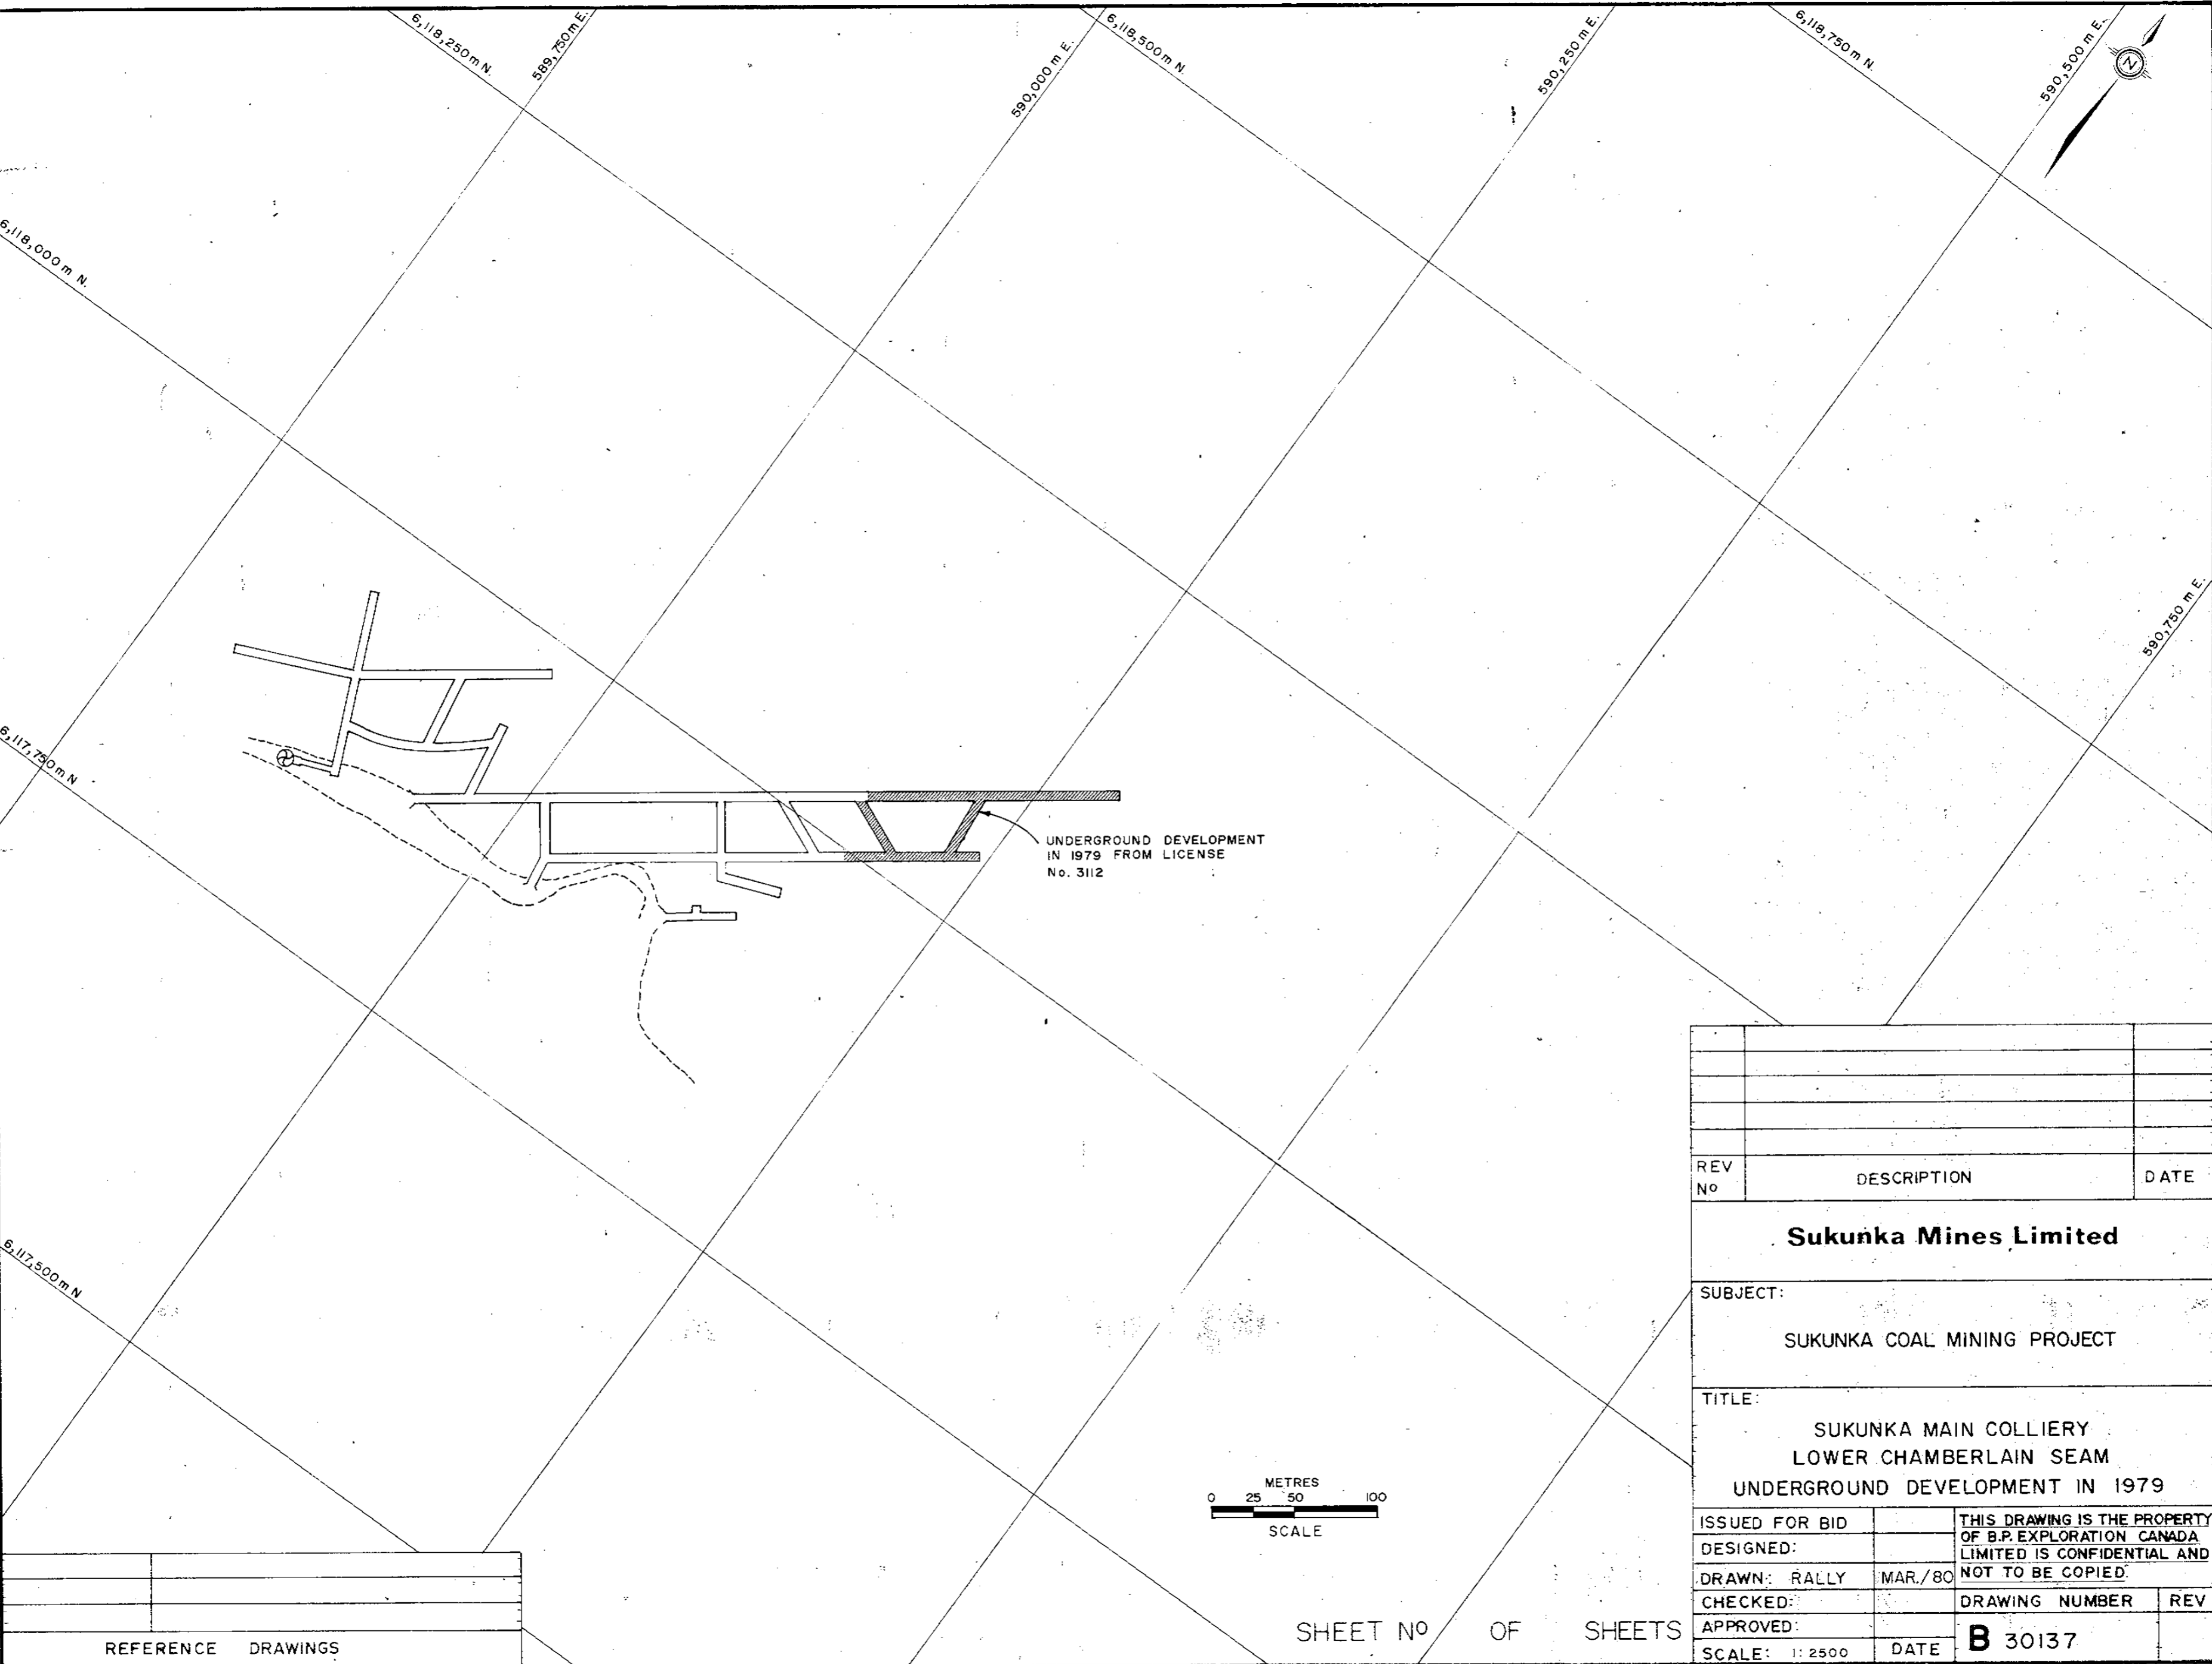 6,118,250 m N.
589,750 m E.
590,000 m E.
6,118,500 m N.
590,250 m E.
6,118,750 m N.
590,500 m E.
N
6,118,000 m N.
590,750 m E.
6,117,750 m N
UNDERGROUND DEVELOPMENT
IN 1979 FROM LICENSE
No. 3112
6,117,500 m N
REV
No
DESCRIPTION
DATE
Sukunka Mines Limited
SUBJECT:
SUKUNKA COAL MINING PROJECT
TITLE:
SUKUNKA MAIN COLLIERY
LOWER CHAMBERLAIN SEAM
UNDERGROUND DEVELOPMENT IN 1979
METRES
0 25 50 100
SCALE
ISSUED FOR BID
DESIGNED:
DRAWN: RALLY MAR./80
CHECKED:
APPROVED:
SCALE: 1:2500 DATE
THIS DRAWING IS THE PROPERTY
OF B.P. EXPLORATION CANADA
LIMITED IS CONFIDENTIAL AND
NOT TO BE COPIED.
DRAWING NUMBER REV
B 30137
SHEET No OF SHEETS
REFERENCE DRAWINGS